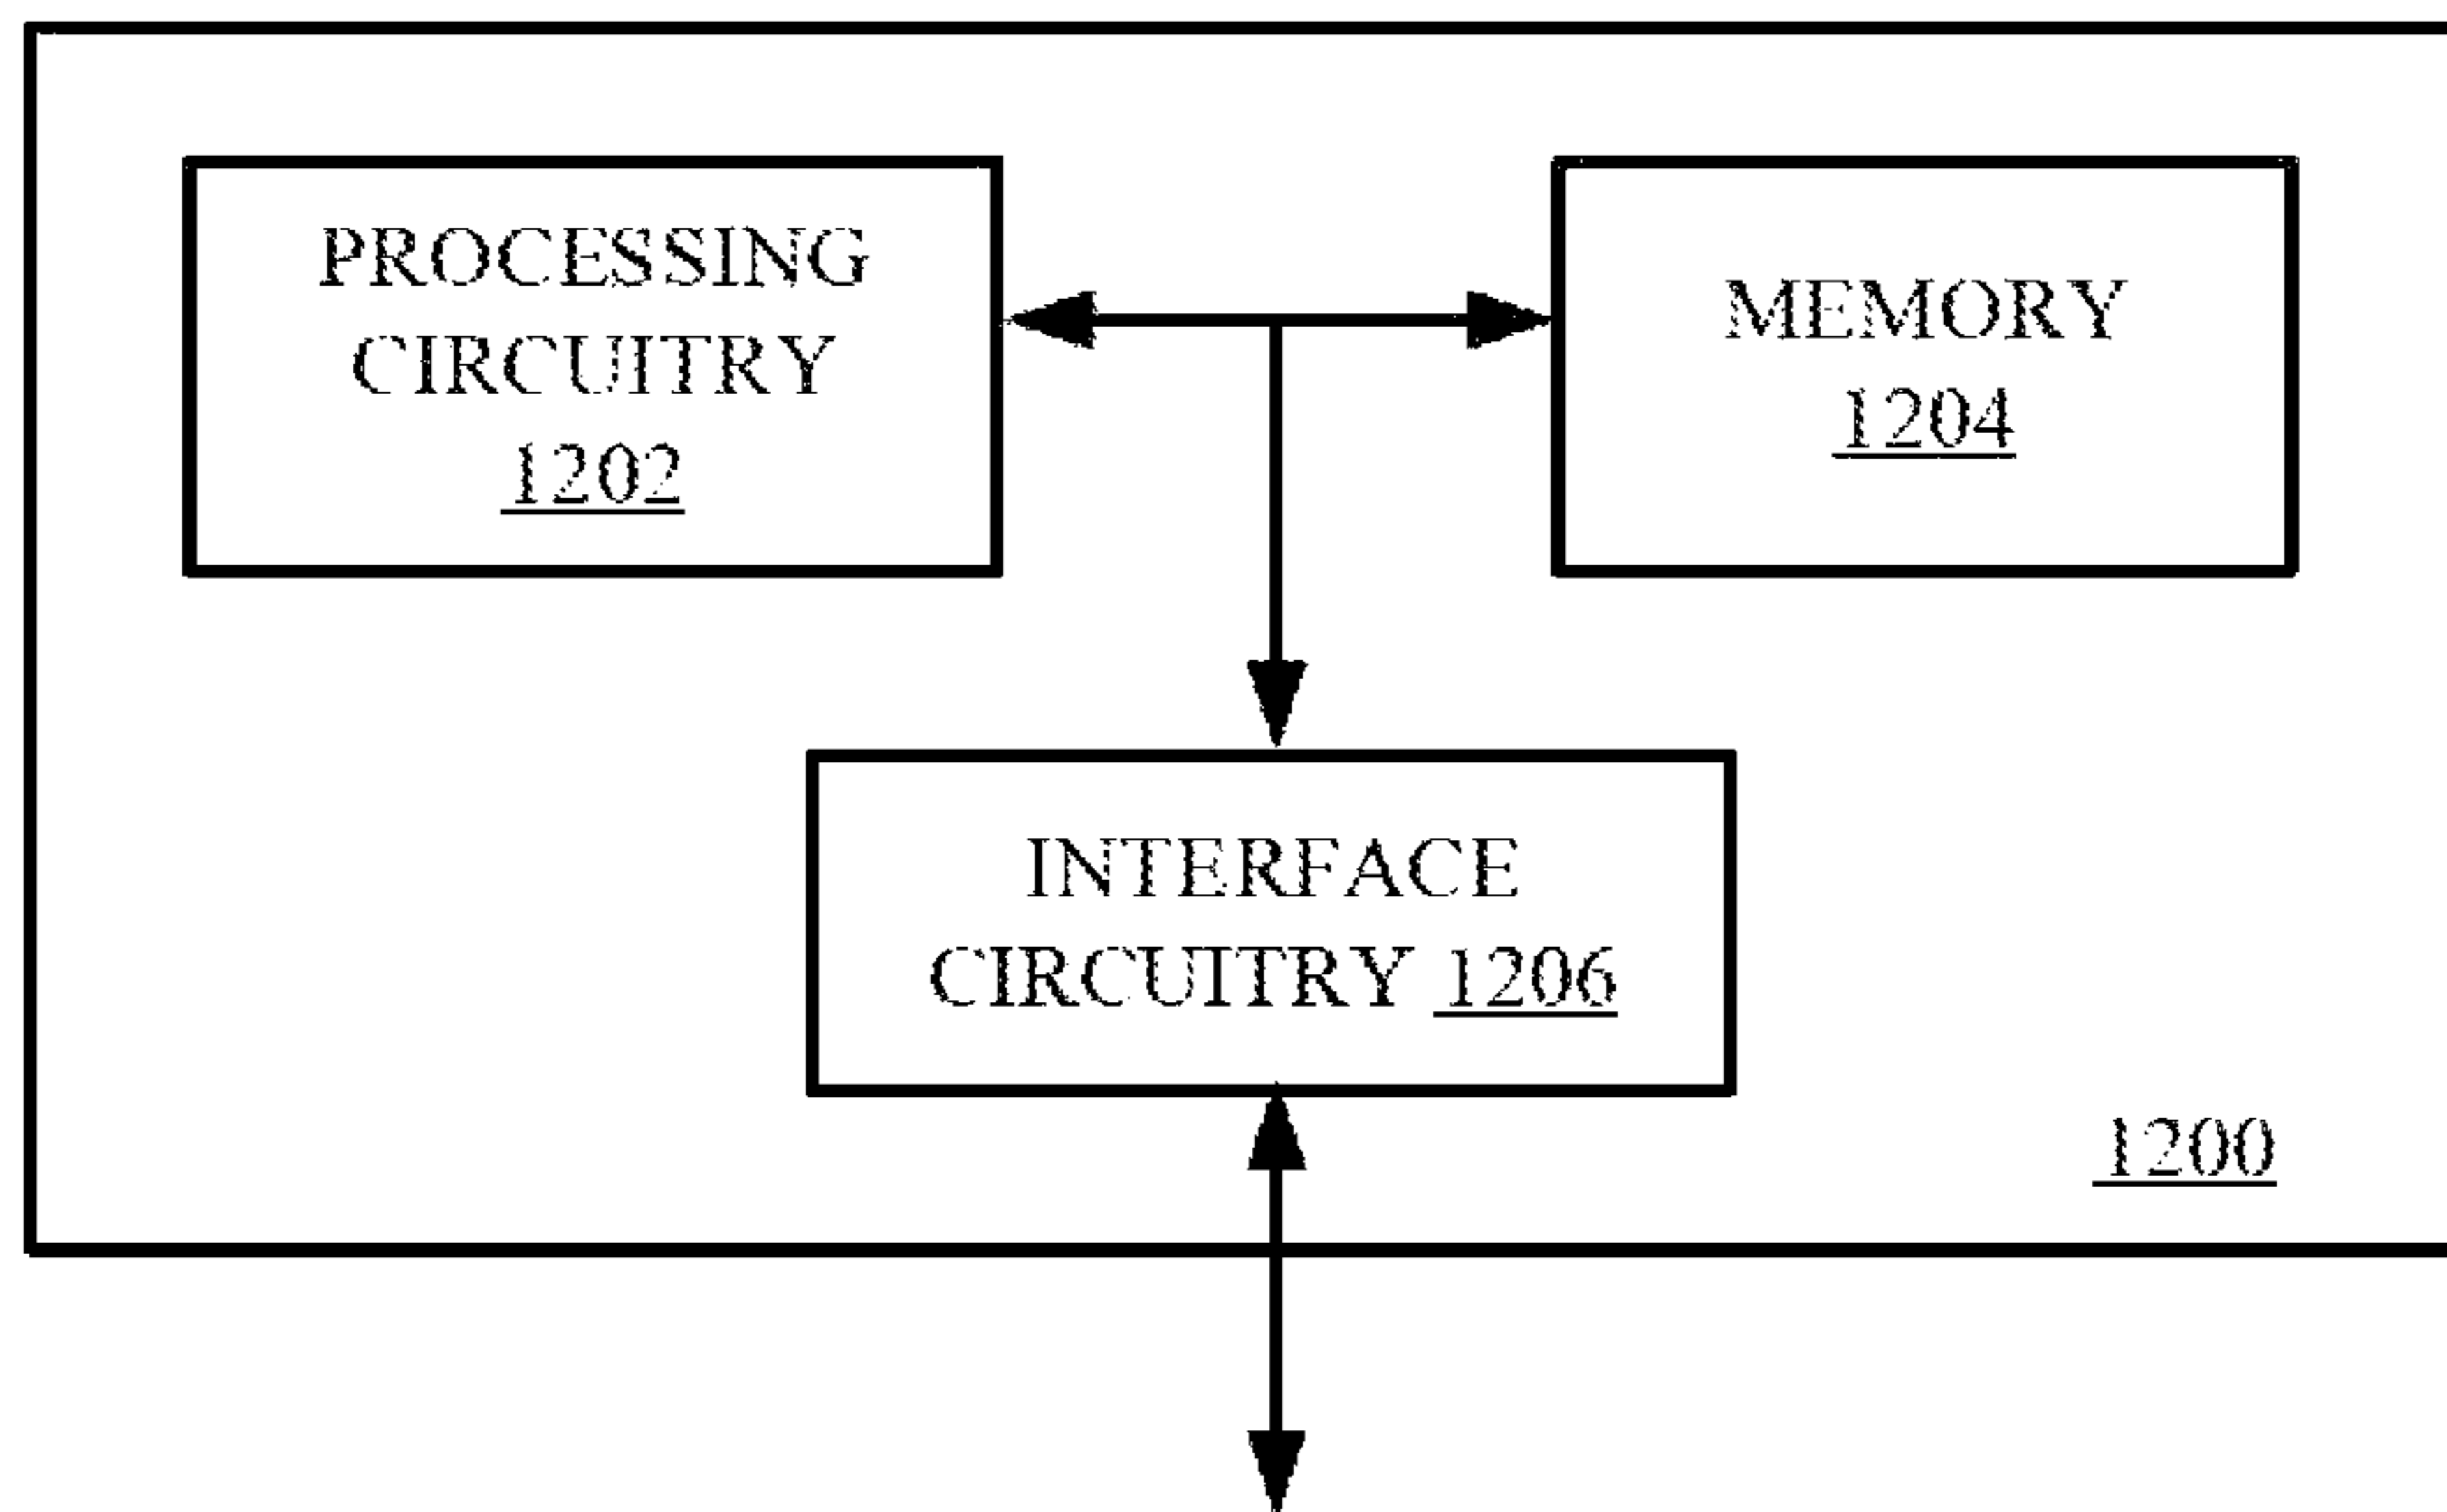 PROCESSING
CIRCUITRY
1202
MEMORY
1204
INTERFACE
CIRCUITRY 1206
1200